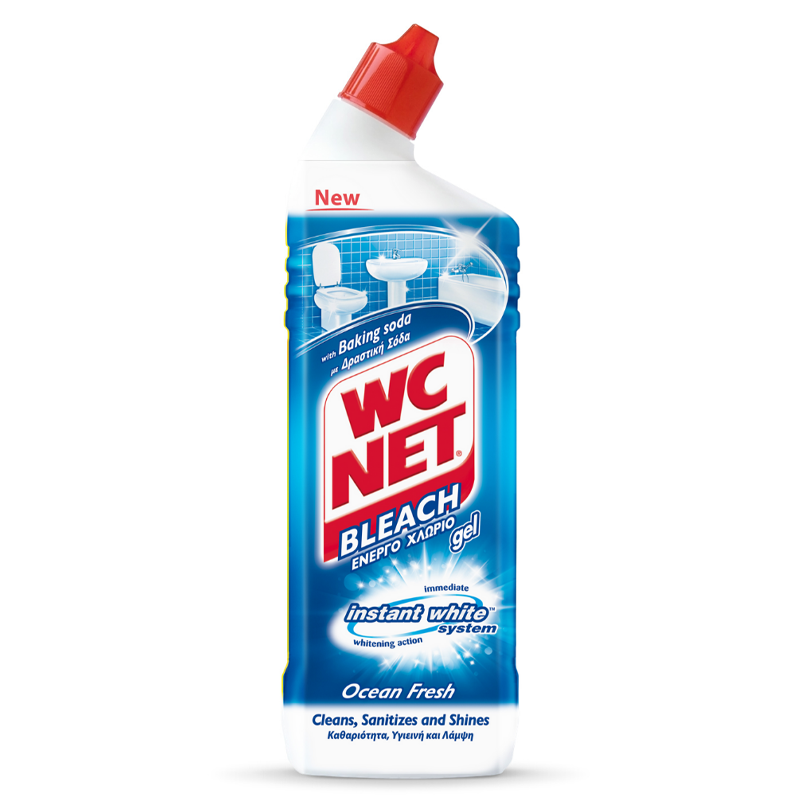 New
with Baking soda
με Δραστική Σόδα
WC
NET®
BLEACH
ΕΝΕΡΓΟ ΧΛΩΡΙΟ
gel
immediate
instant white™
system
whitening action
Ocean Fresh
Cleans, Sanitizes and Shines
Καθαριότητα, Υγιεινή και Λάμψη